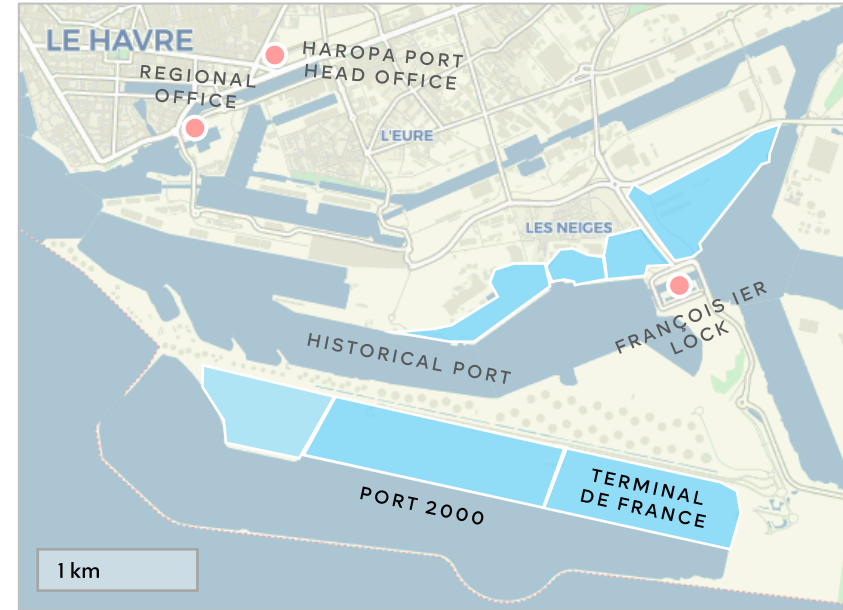 LE HAVRE
HAROPA PORT
HEAD OFFICE
REGIONAL
OFFICE
L'EURE
LES NEIGES
FRANÇOIS IER
LOCK
HISTORICAL PORT
TERMINAL
DE FRANCE
PORT 2000
1 km